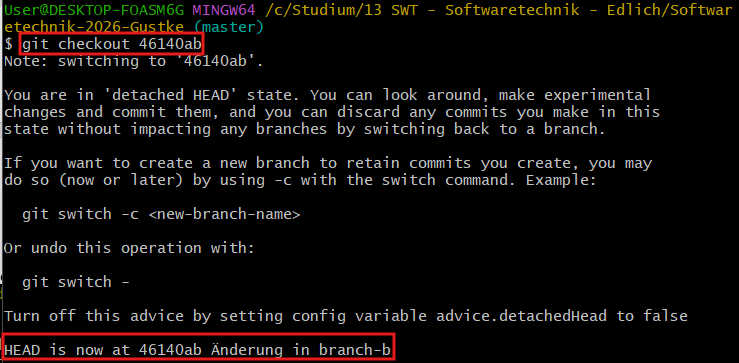 User@DESKTOP-FOASM6G MINGW64 /c/Studium/13 SWT - Softwaretechnik - Edlich/Softwar
etechnik-2026-Gustke (master)
$ git checkout 46140ab
Note: switching to '46140ab'.
You are in 'detached HEAD' state. You can look around, make experimental
changes and commit them, and you can discard any commits you make in this
state without impacting any branches by switching back to a branch.
If you want to create a new branch to retain commits you create, you may
do so (now or later) by using -c with the switch command. Example:
git switch -c <new-branch-name>
Or undo this operation with:
git switch -
Turn off this advice by setting config variable advice.detachedHead to false
HEAD is now at 46140ab Änderung in branch-b